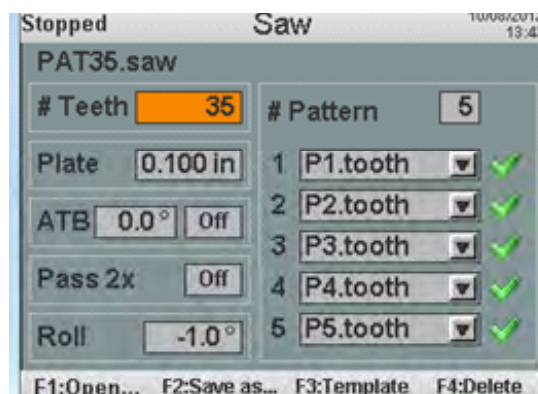 Stopped Saw 10/08/2012
13:4
PAT35.saw
# Teeth 35
# Pattern 5
Plate 0.100 in
ATB 0.0° Off
Pass 2x Off
Roll -1.0°
1 P1.tooth
2 P2.tooth
3 P3.tooth
4 P4.tooth
5 P5.tooth
F1:Open... F2:Save as... F3:Template F4:Delete